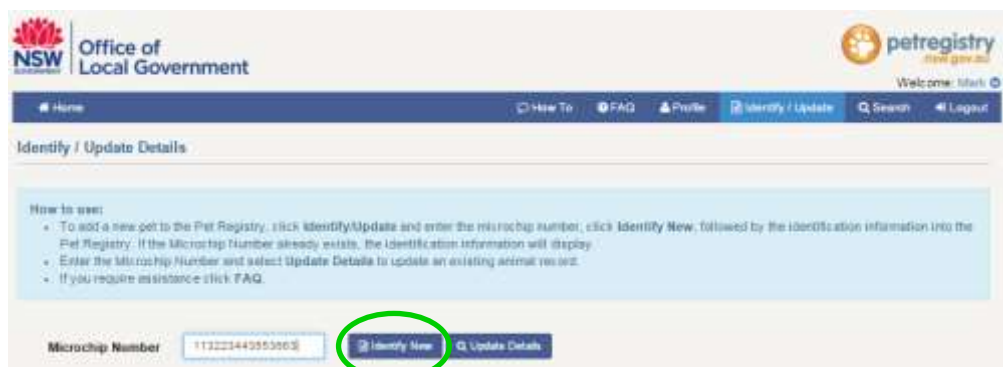 NSW
GOVERNMENT
Office of
Local Government
petregistry
nsw.gov.au
Welcome: Mark
Home
How To
FAQ
Profile
Identify / Update
Search
Logout
Identify / Update Details
How to use:
To add a new pet to the Pet Registry, click Identify/Update and enter the microchip number, click Identify New, followed by the identification information into the
Pet Registry. If the Microchip Number already exists, the identification information will display.
Enter the Microchip Number and select Update Details to update an existing animal record.
If you require assistance click FAQ.
Microchip Number
Identify New
Update Details